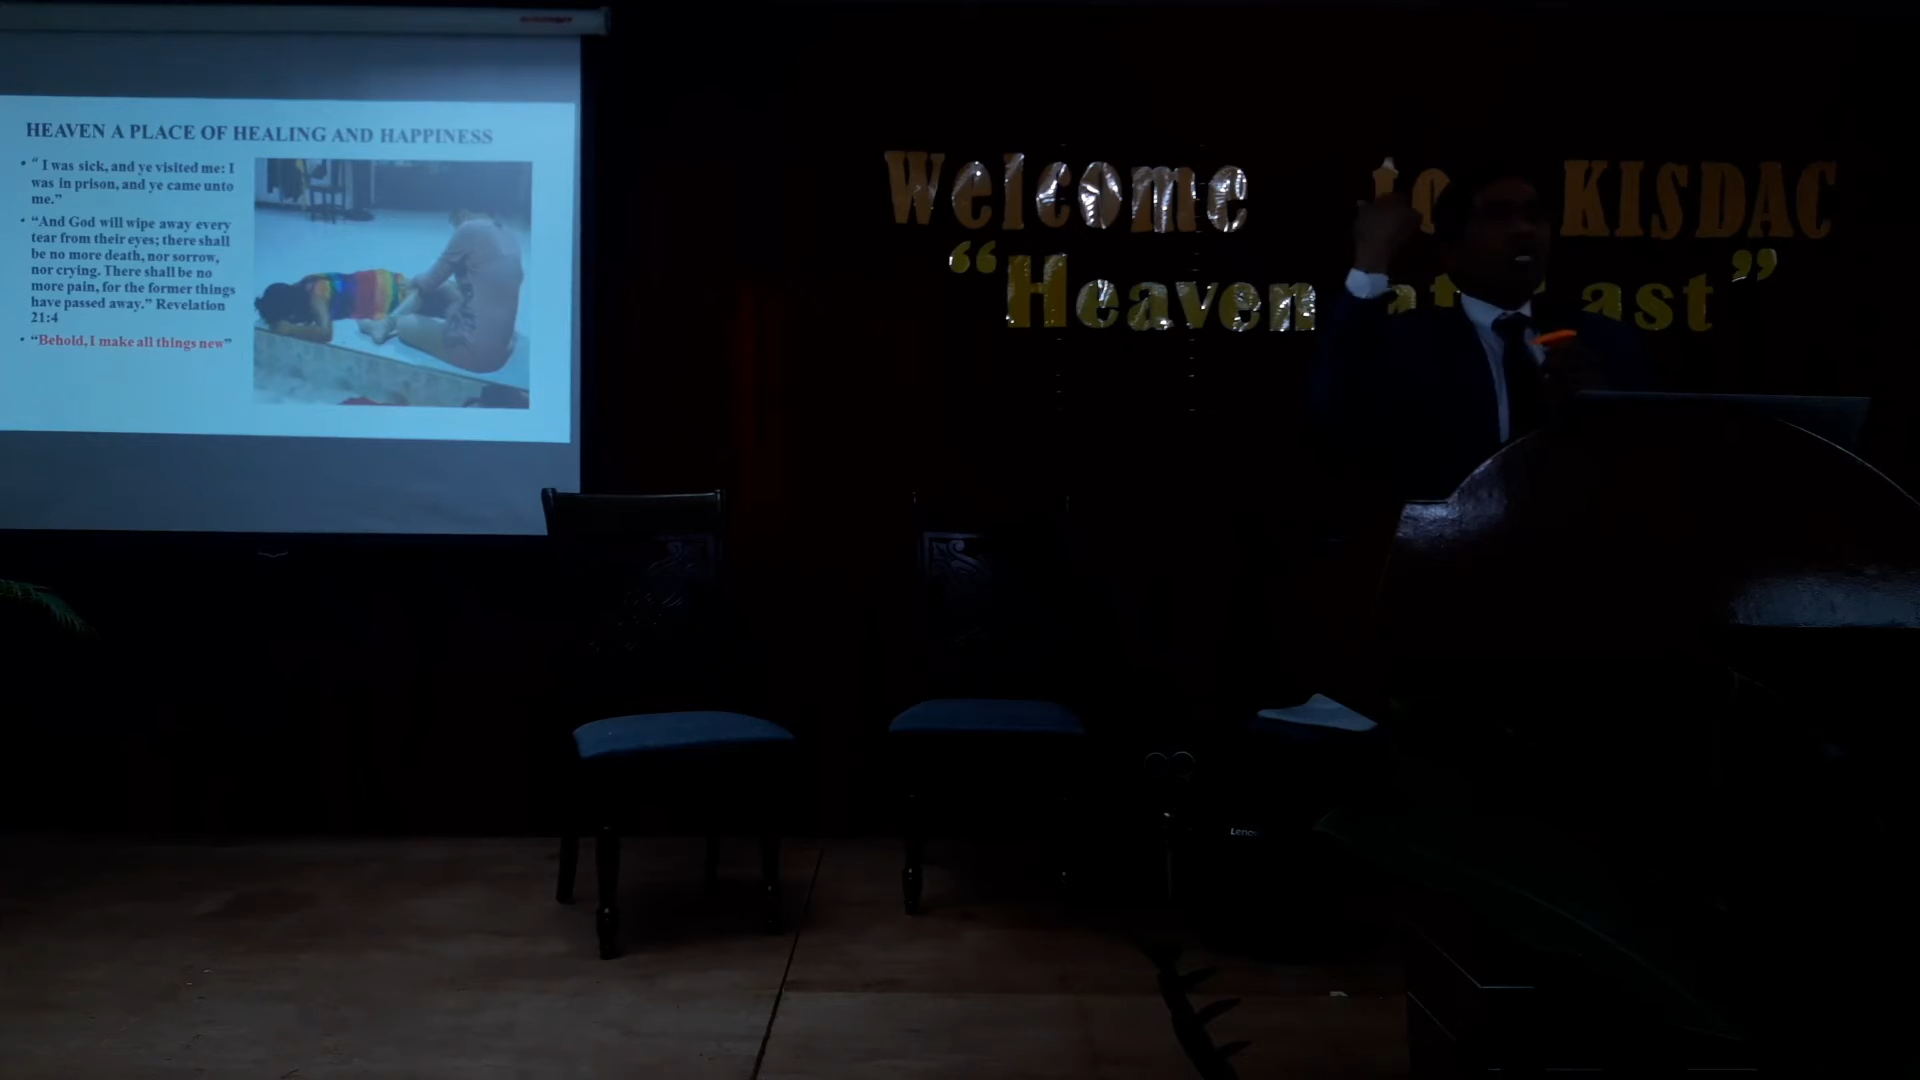 HEAVEN A PLACE OF HEALING AND HAPPINESS
• “ I was sick, and ye visited me: I
was in prison, and ye came unto
me.”
• “And God will wipe away every
tear from their eyes; there shall
be no more death, nor sorrow,
nor crying. There shall be no
more pain, for the former things
have passed away.” Revelation
21:4
• “Behold, I make all things new”
Welcome to KISDAC
“Heaven at ast”